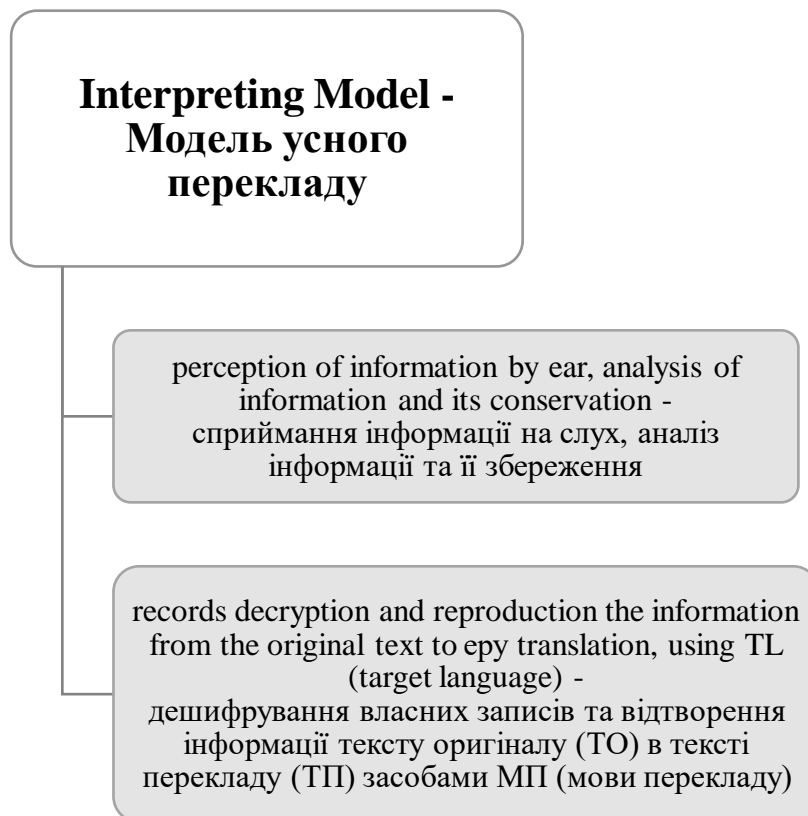 Interpreting Model -
Модель усного
перекладу
perception of information by ear, analysis of
information and its conservation -
сприймання інформації на слух, аналіз
інформації та її збереження
records decryption and reproduction the information
from the original text to epy translation, using TL
(target language) -
дешифрування власних записів та відтворення
інформації тексту оригіналу (ТО) в тексті
перекладу (ТП) засобами МП (мови перекладу)